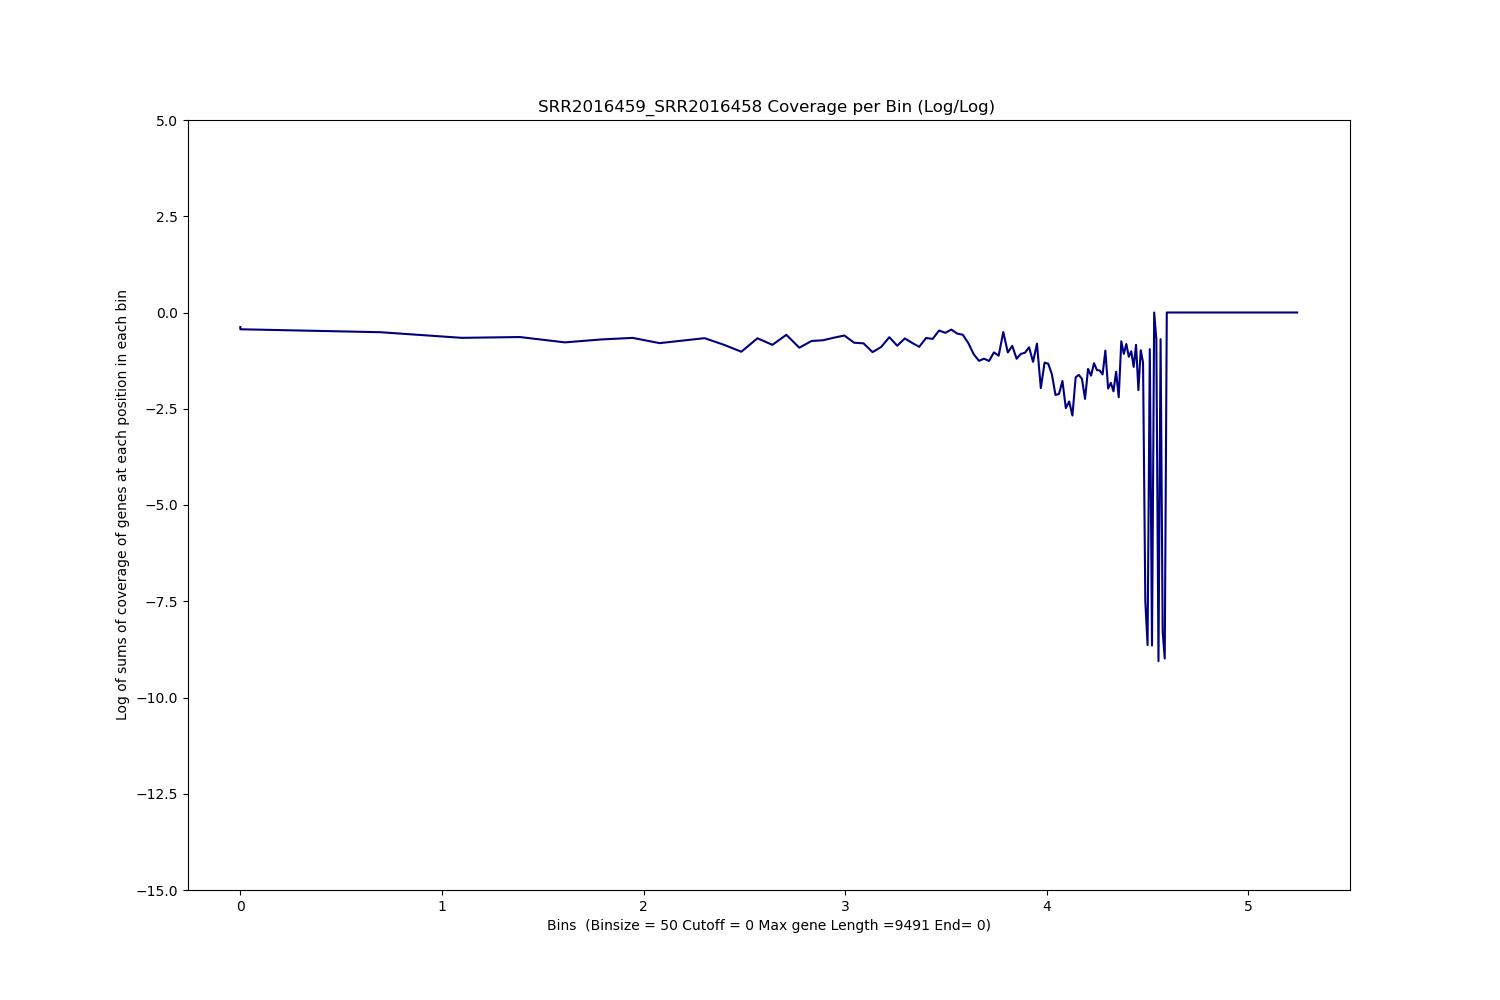 SRR2016459_SRR2016458 Coverage per Bin (Log/Log)
5.0
2.5
0.0
−2.5
−5.0
−7.5
−10.0
−12.5
−15.0
Log of sums of coverage of genes at each position in each bin
0 1 2 3 4 5
Bins  (Binsize = 50 Cutoff = 0 Max gene Length =9491 End= 0)